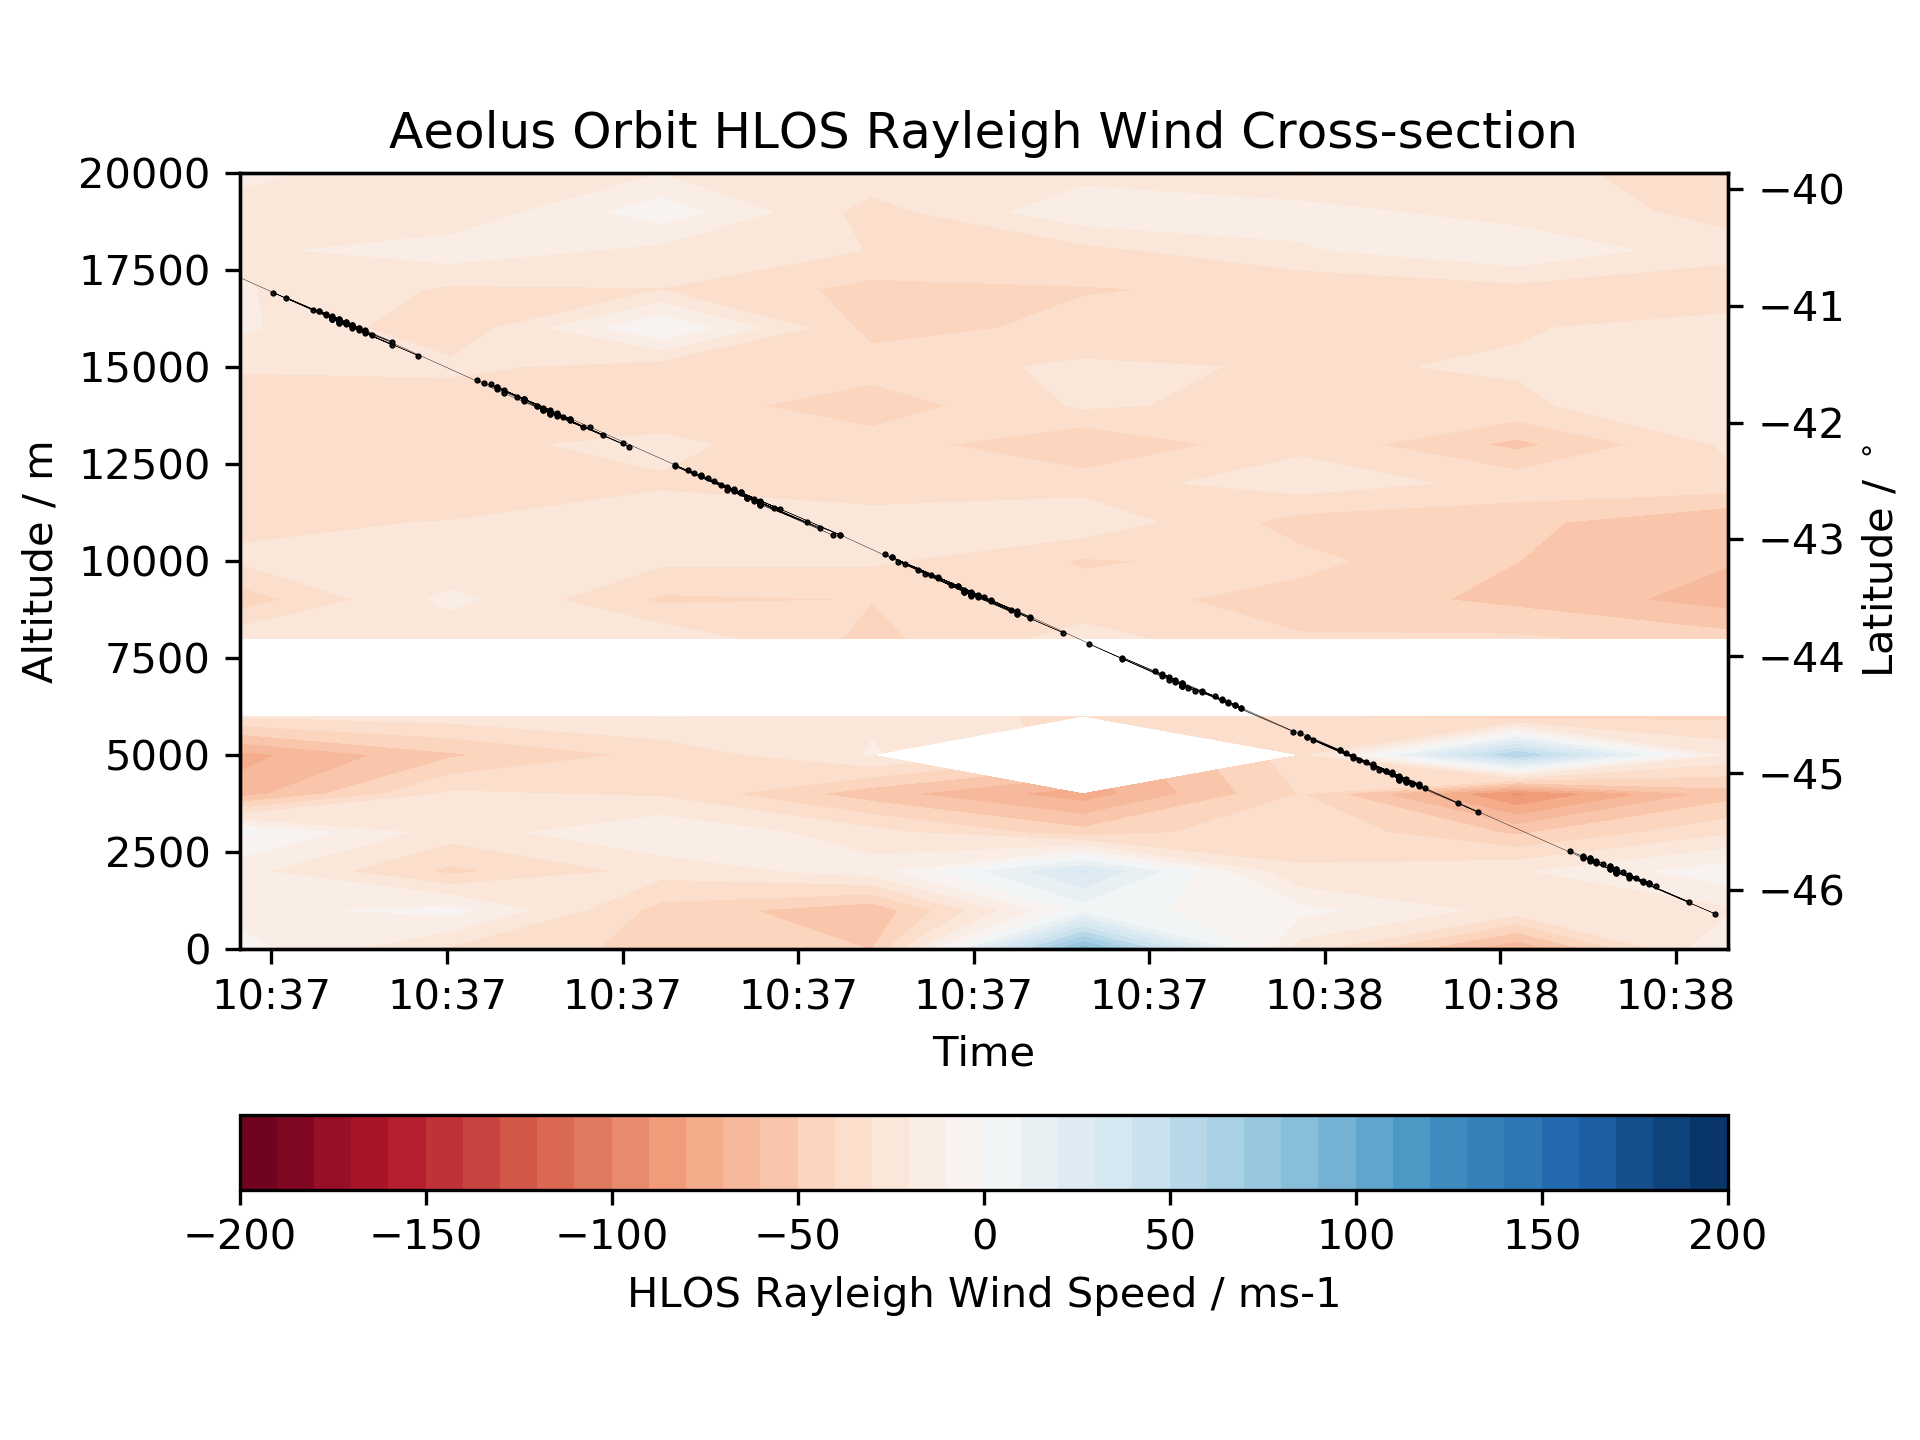 Aeolus Orbit HLOS Rayleigh Wind Cross-section
20000
17500
15000
12500
10000
7500
5000
2500
0
Altitude / m
−40
−41
−42
−43
−44
−45
−46
Latitude / °
10:37 10:37 10:37 10:37 10:37 10:37 10:38 10:38 10:38
Time
−200 −150 −100 −50 0 50 100 150 200
HLOS Rayleigh Wind Speed / ms-1